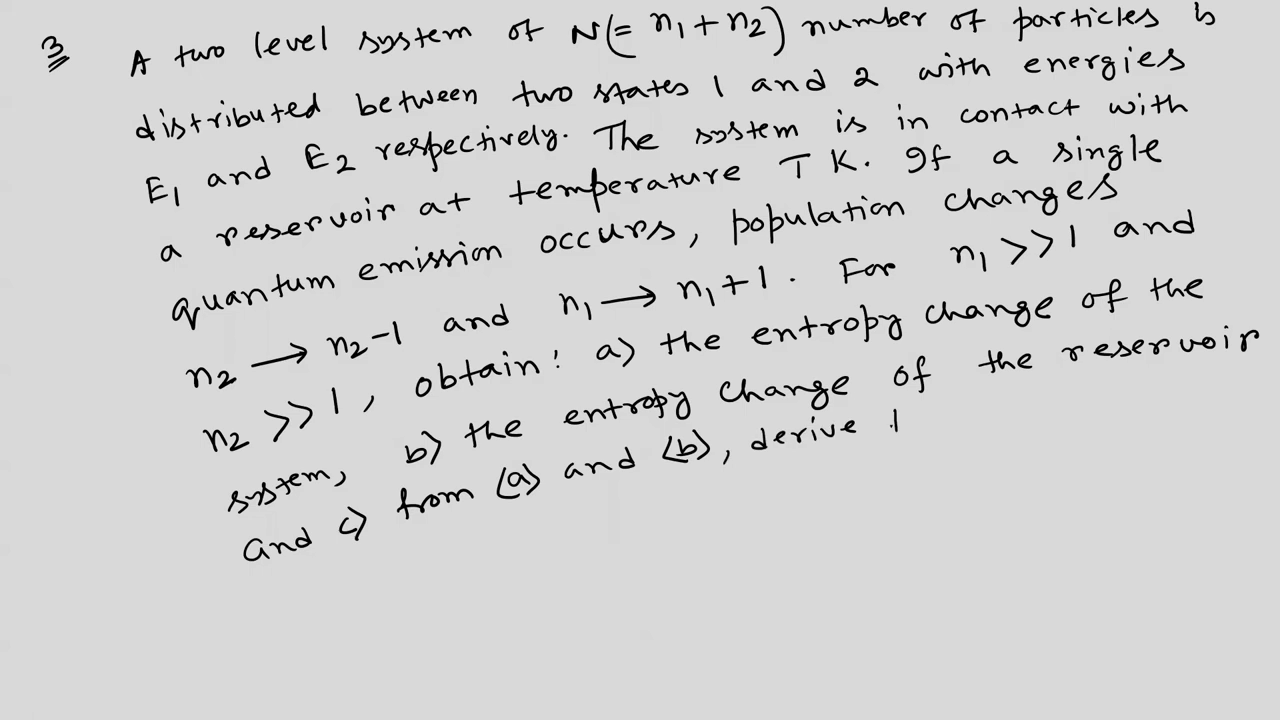 3 A two level system of N(= n₁ + n₂) number of particles is
distributed between two states 1 and 2 with energies
E₁ and E₂ respectively. The system is in contact with
a reservoir at temperature T K. If a single
quantum emission occurs, population changes
n₂ → n₂-1 and n₁ → n₁+1. For n₁ >> 1 and
n₂ >> 1, obtain: a) the entropy change of the
system, b) the entropy change of the reservoir
and c) from (a) and (b), derive